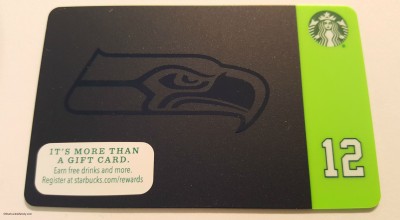 IT'S MORE THAN
A GIFT CARD.
Earn free drinks and more.
Register at starbucks.com/rewards
12